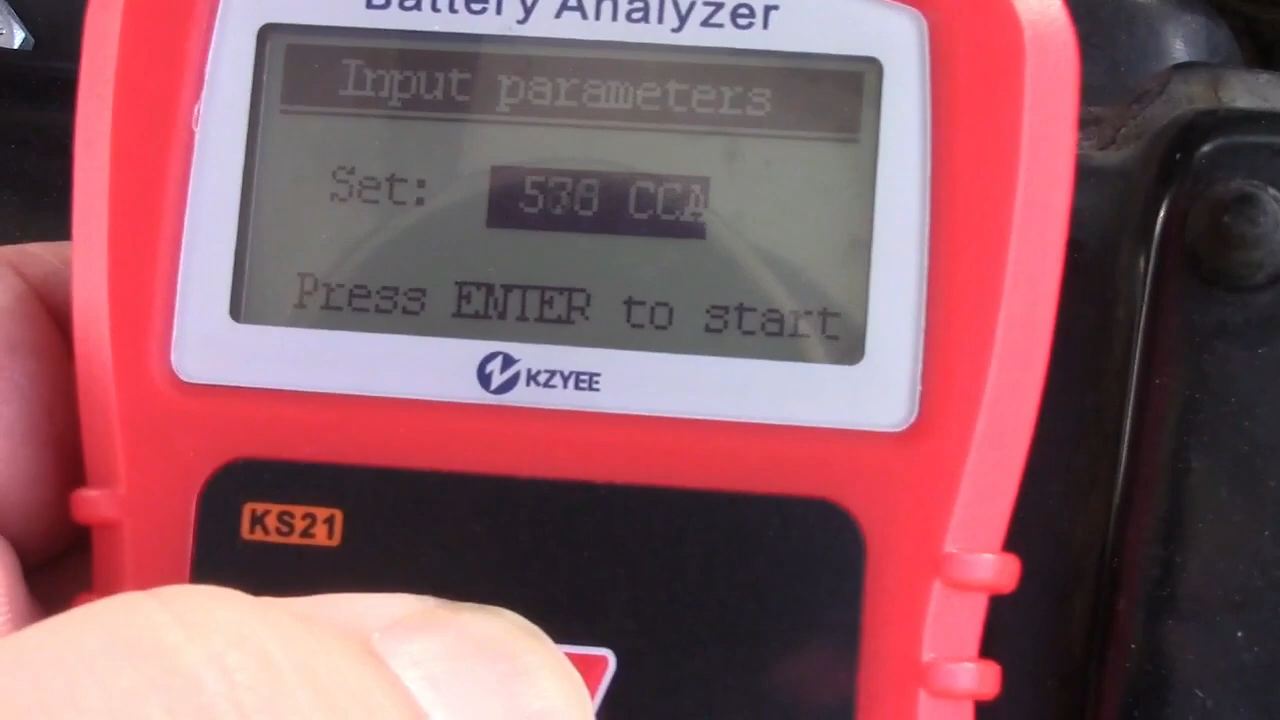 Battery Analyzer
Input parameters
Set: 538 CCA
Press ENTER to start
KZYEE
KS21